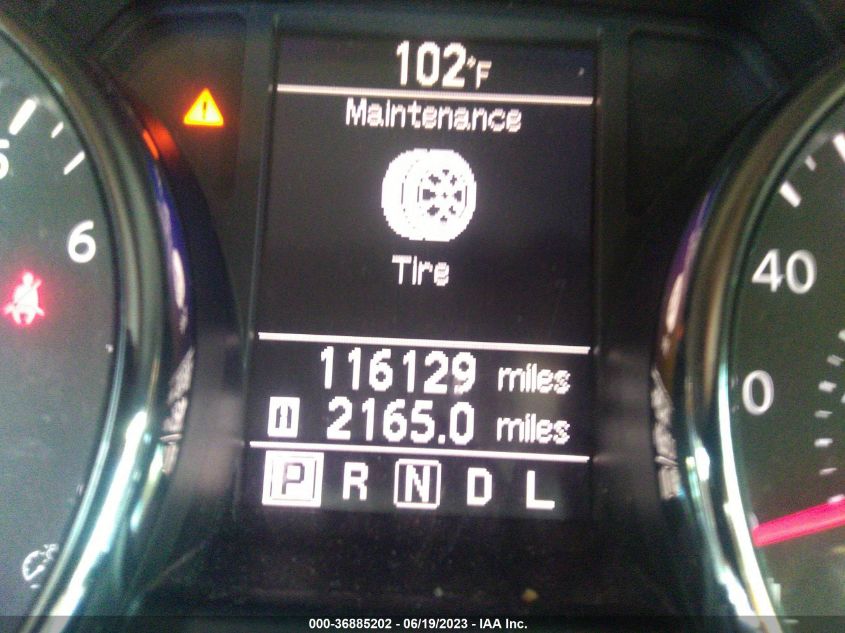 102°F
Maintenance
Tire
6
40
0
116129 miles
2165.0 miles
P R N D L
000-36885202 - 06/19/2023 - IAA Inc.